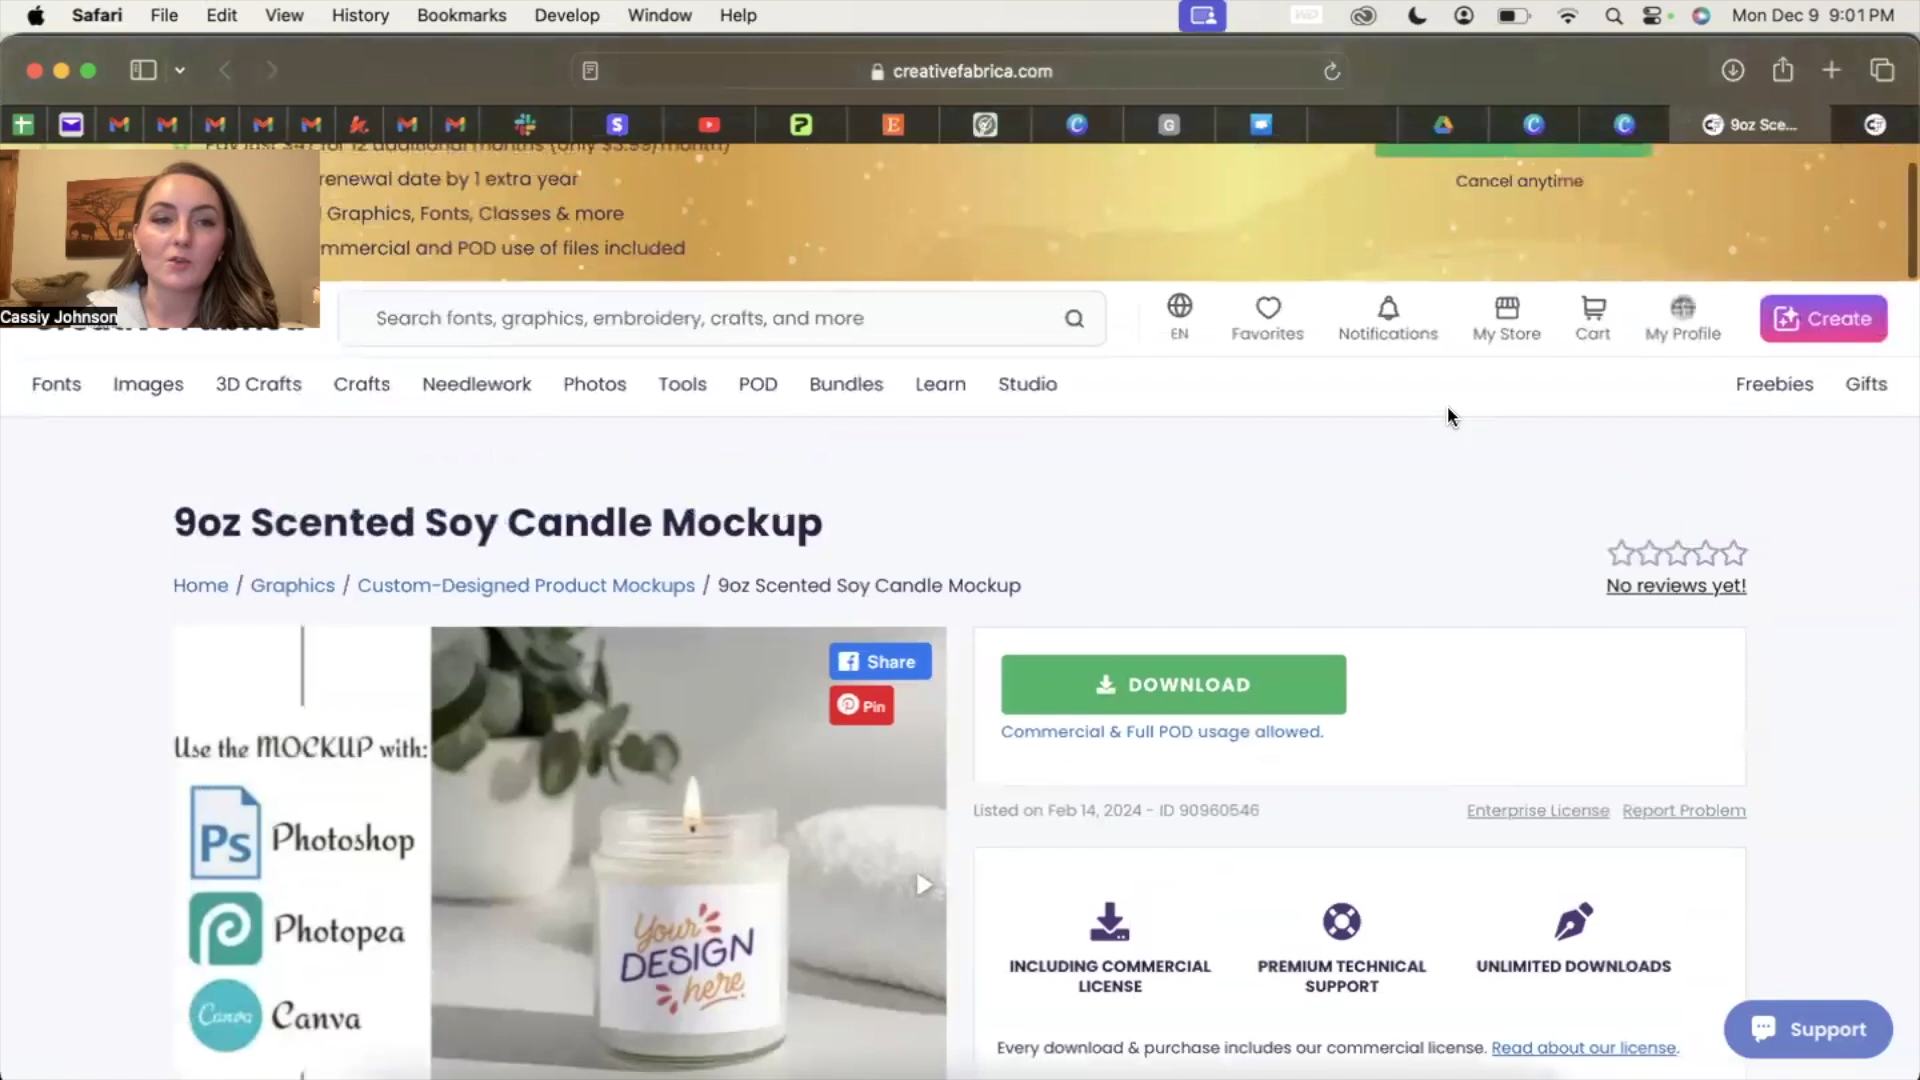 Safari File Edit View History Bookmarks Develop Window Help Mon Dec 9 9:01 PM
creativefabrica.com
9oz Sce...
Cancel anytime
renewal date by 1 extra year
Graphics, Fonts, Classes & more
mmercial and POD use of files included
Cassiy Johnson
Search fonts, graphics, embroidery, crafts, and more
EN Favorites Notifications My Store Cart My Profile Create
Fonts Images 3D Crafts Crafts Needlework Photos Tools POD Bundles Learn Studio Freebies Gifts
9oz Scented Soy Candle Mockup
Home / Graphics / Custom-Designed Product Mockups / 9oz Scented Soy Candle Mockup
No reviews yet!
Share
Pin
Use the MOCKUP with:
Ps Photoshop
Photopea
Canva Canva
Your
DESIGN
here
DOWNLOAD
Commercial & Full POD usage allowed.
Listed on Feb 14, 2024 - ID 90960546 Enterprise License Report Problem
INCLUDING COMMERCIAL
LICENSE
PREMIUM TECHNICAL
SUPPORT
UNLIMITED DOWNLOADS
Every download & purchase includes our commercial license. Read about our license.
Support